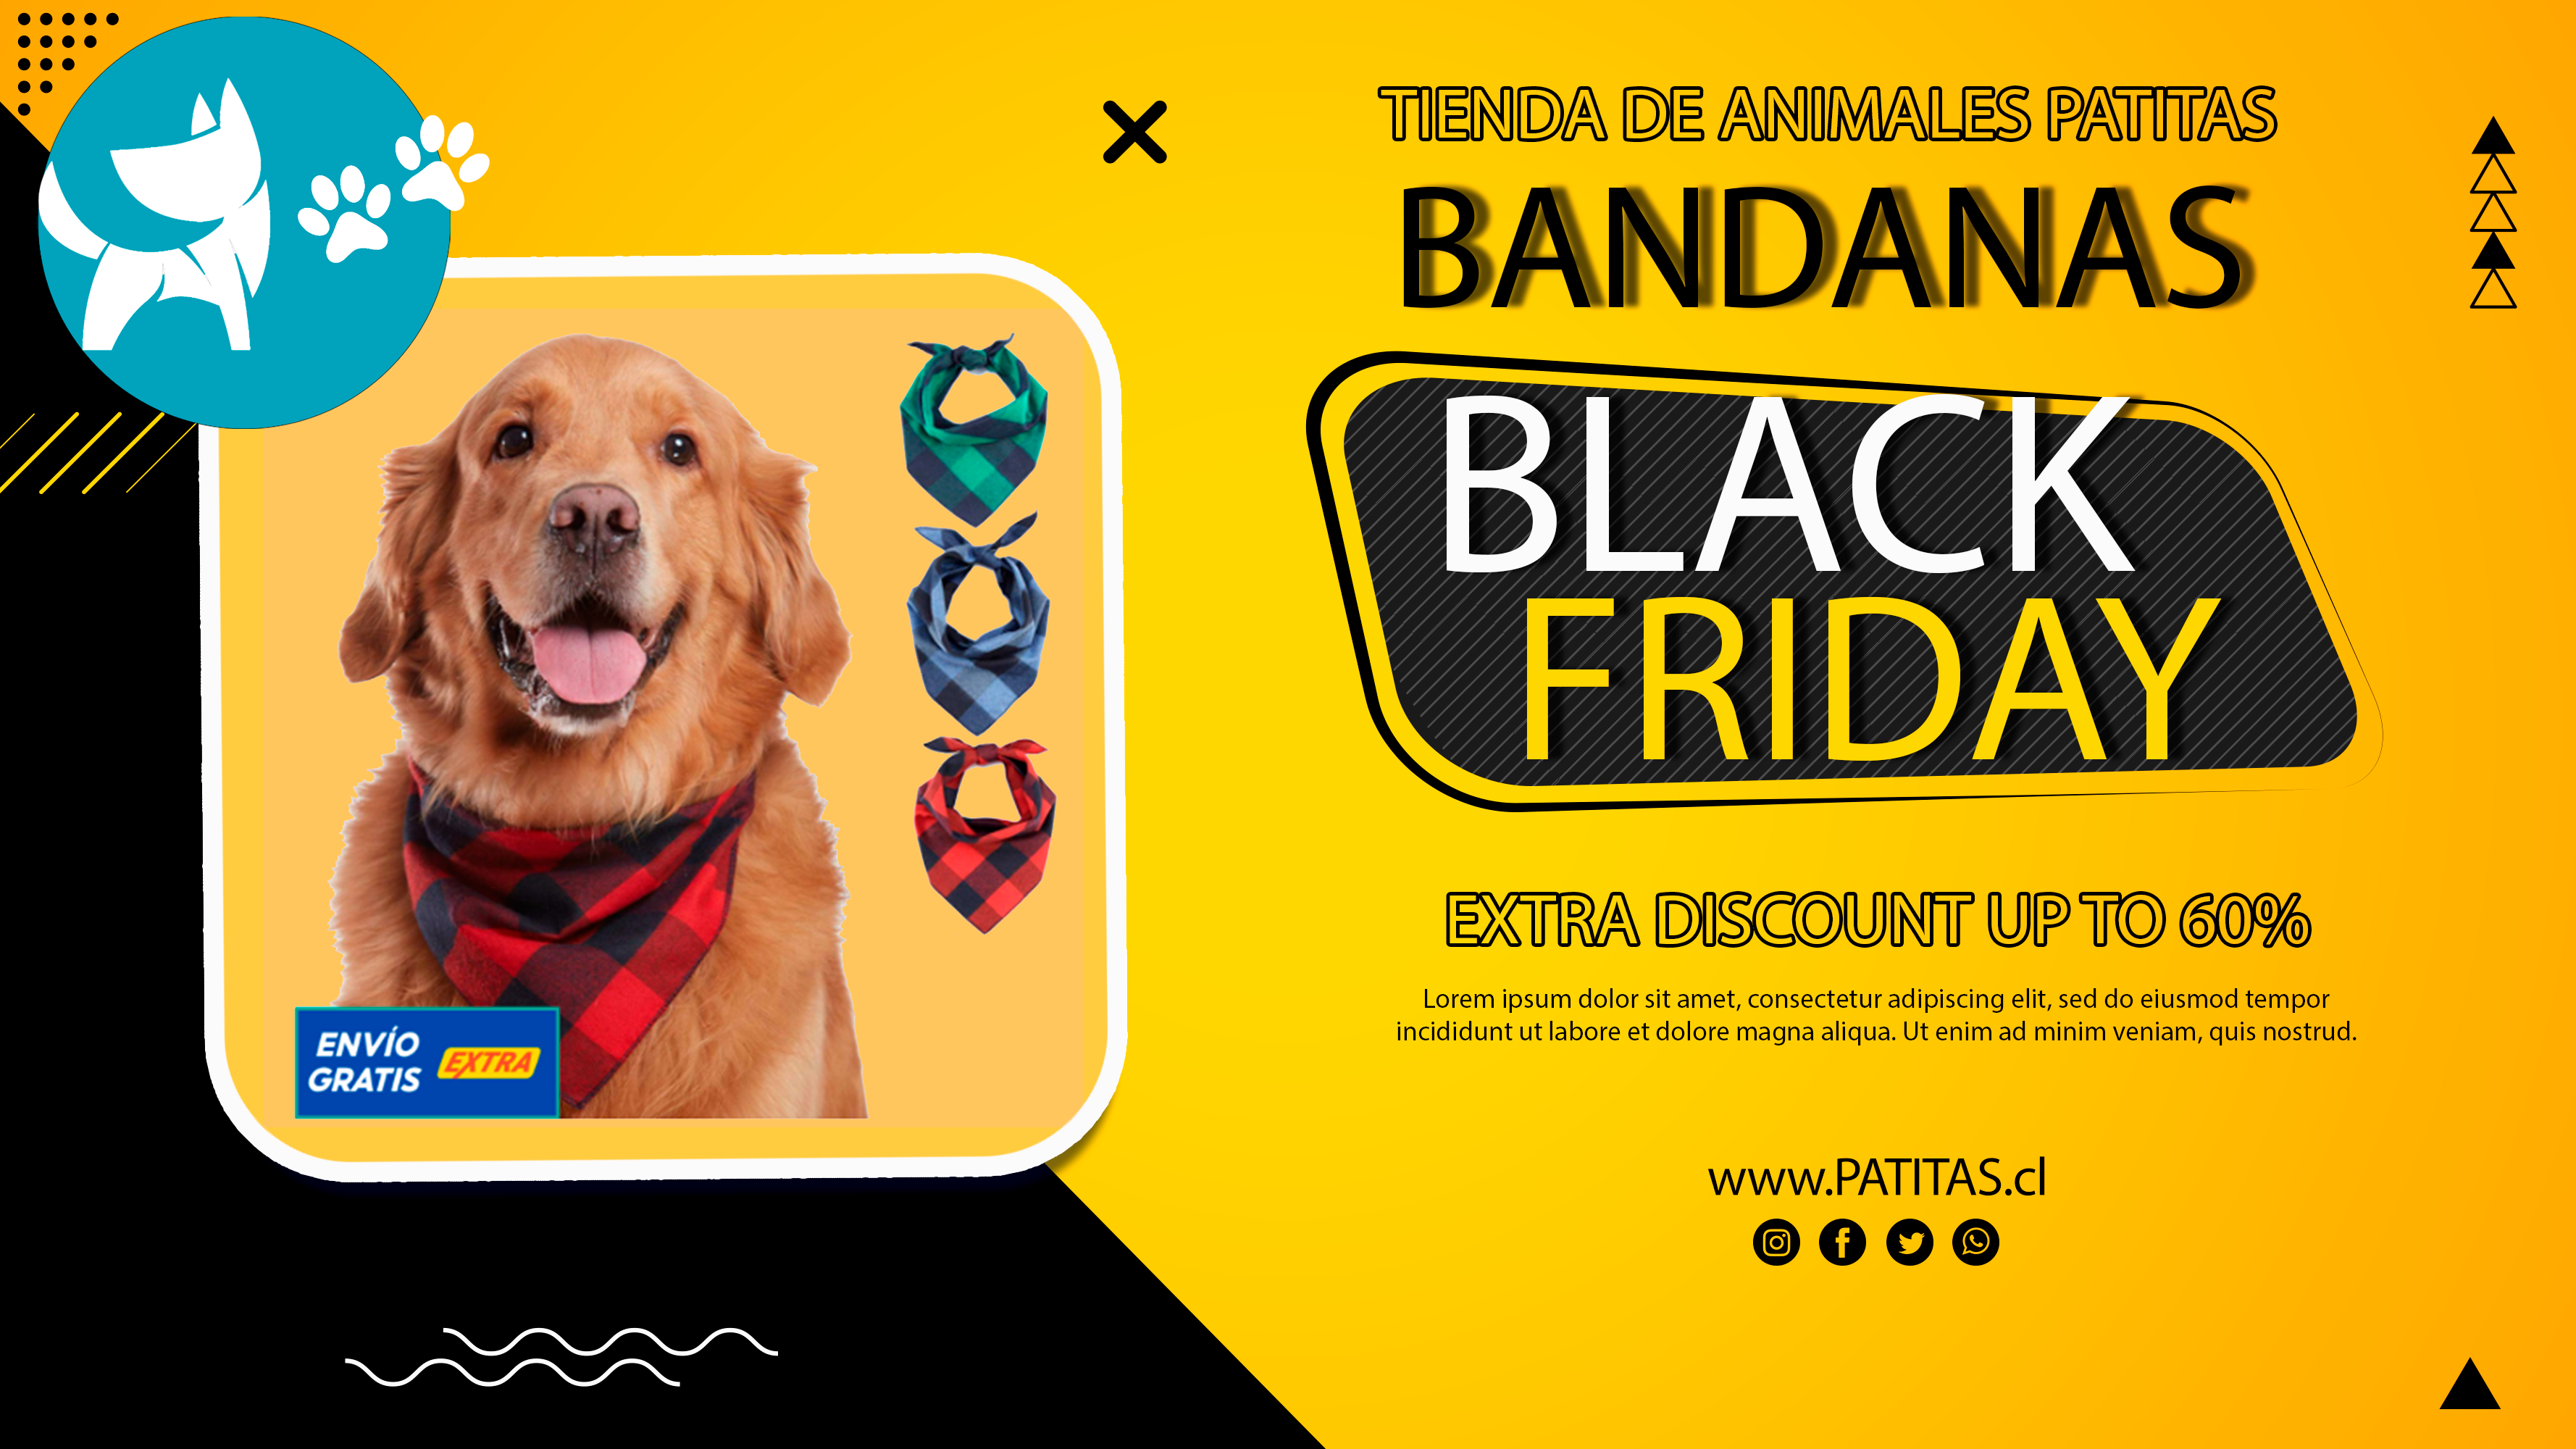 TIENDA DE ANIMALES PATITAS
BANDANAS
BLACK
FRIDAY
EXTRA DISCOUNT UP TO 60%
Lorem ipsum dolor sit amet, consectetur adipiscing elit, sed do eiusmod tempor
incididunt ut labore et dolore magna aliqua. Ut enim ad minim veniam, quis nostrud.
www.PATITAS.cl
ENVÍO
GRATIS
EXTRA